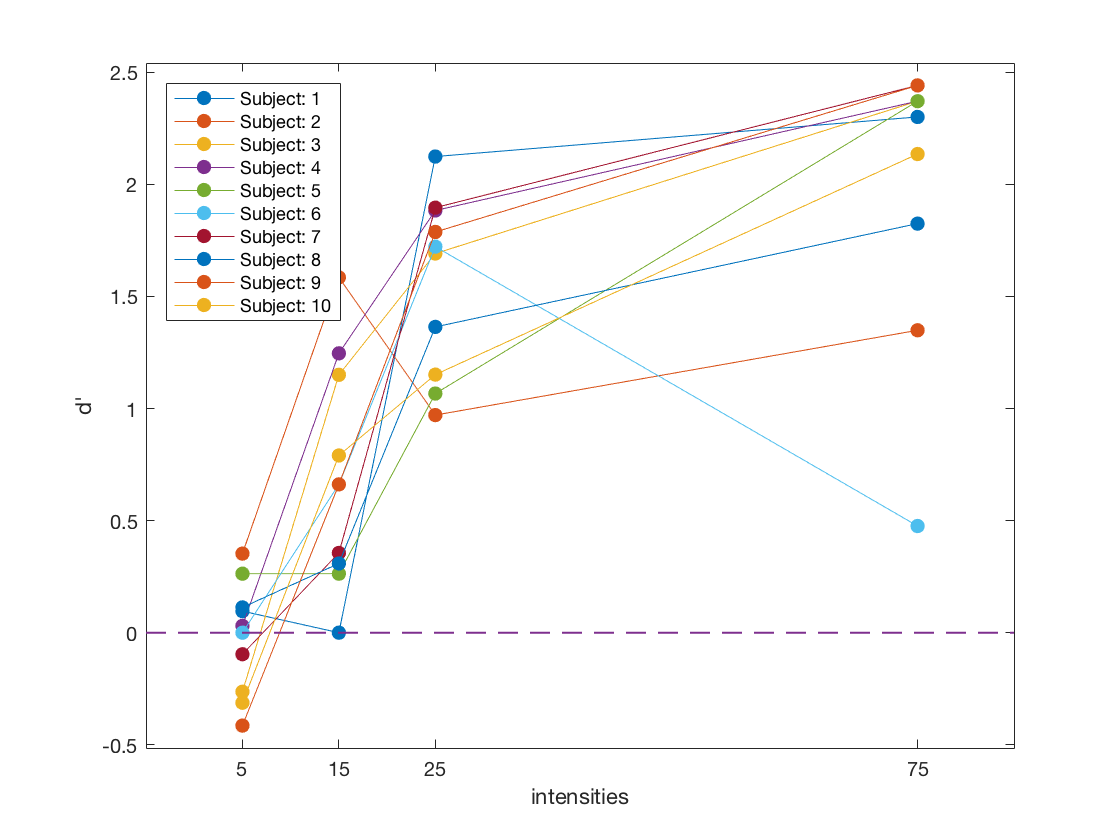 2.5
2
1.5
1
0.5
0
-0.5
d'
Subject: 1
Subject: 2
Subject: 3
Subject: 4
Subject: 5
Subject: 6
Subject: 7
Subject: 8
Subject: 9
Subject: 10
5 15 25 75
intensities